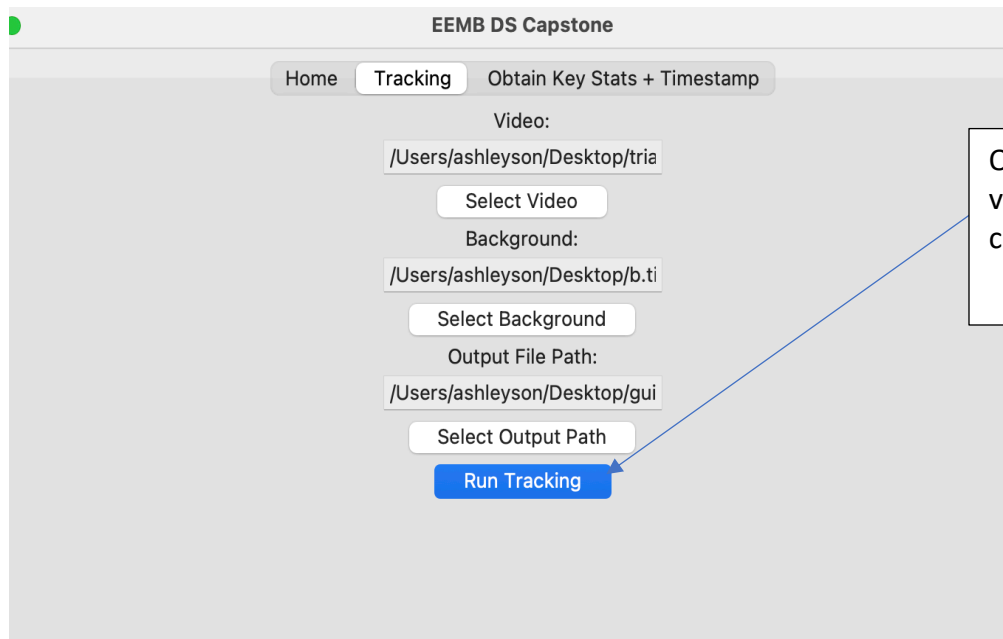 EEMB DS Capstone
Home Tracking Obtain Key Stats + Timestamp
Video:
/Users/ashleyson/Desktop/tria
Select Video
Background:
/Users/ashleyson/Desktop/b.ti
Select Background
Output File Path:
/Users/ashleyson/Desktop/gui
Select Output Path
Run Tracking